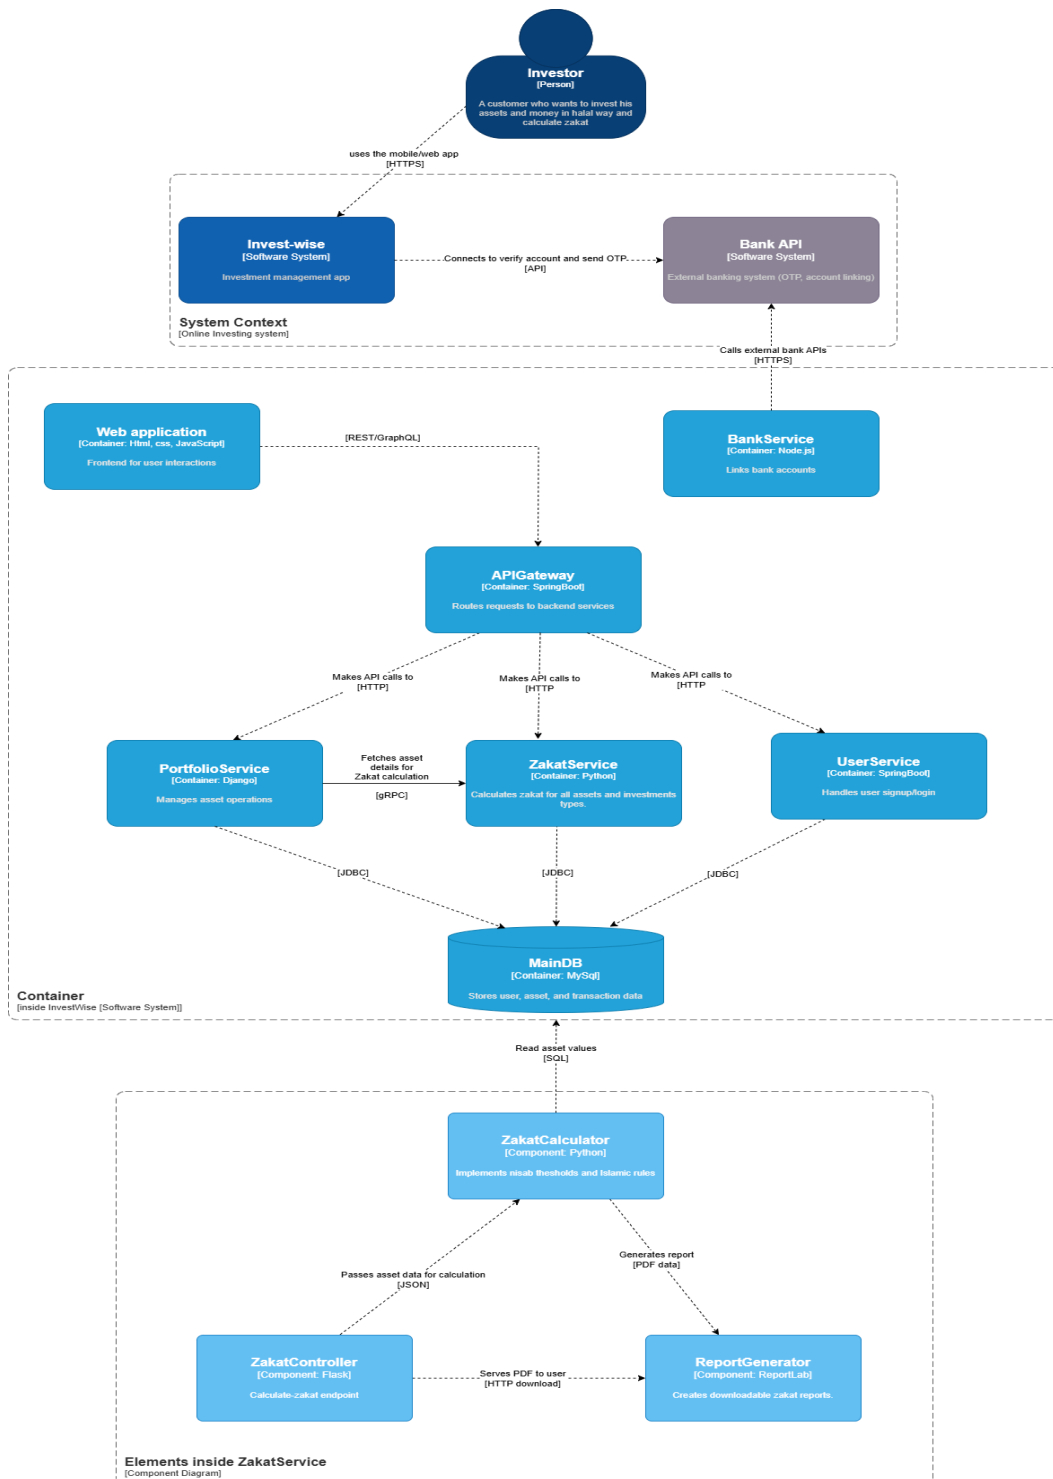 Investor
[Person]
A customer who wants to invest his
assets and money in halal way and
calculate zakat
uses the mobile/web app
[HTTPS]
Invest-wise
[Software System]
Investment management app
Connects to verify account and send OTP
[API]
Bank API
[Software System]
External banking system (OTP, account linking)
System Context
[Online Investing system]
Calls external bank APIs
[HTTPS]
Web application
[Container: Html, css, JavaScript]
Frontend for user interactions
[REST/GraphQL]
BankService
[Container: Node.js]
Links bank accounts
APIGateway
[Container: SpringBoot]
Routes requests to backend services
Makes API calls to
[HTTP]
Makes API calls to
[HTTP
Makes API calls to
[HTTP
PortfolioService
[Container: Django]
Manages asset operations
Fetches asset
details for
Zakat calculation
[gRPC]
ZakatService
[Container: Python]
Calculates zakat for all assets and investments
types.
UserService
[Container: SpringBoot]
Handles user signup/login
[JDBC]
[JDBC]
[JDBC]
MainDB
[Container: MySql]
Stores user, asset, and transaction data
Container
[inside InvestWise [Software System]]
Read asset values
[SQL]
ZakatCalculator
[Component: Python]
Implements nisab thesholds and Islamic rules
Passes asset data for calculation
[JSON]
Generates report
[PDF data]
ZakatController
[Component: Flask]
Calculate-zakat endpoint
Serves PDF to user
[HTTP download]
ReportGenerator
[Component: ReportLab]
Creates downloadable zakat reports.
Elements inside ZakatService
[Component Diagram]